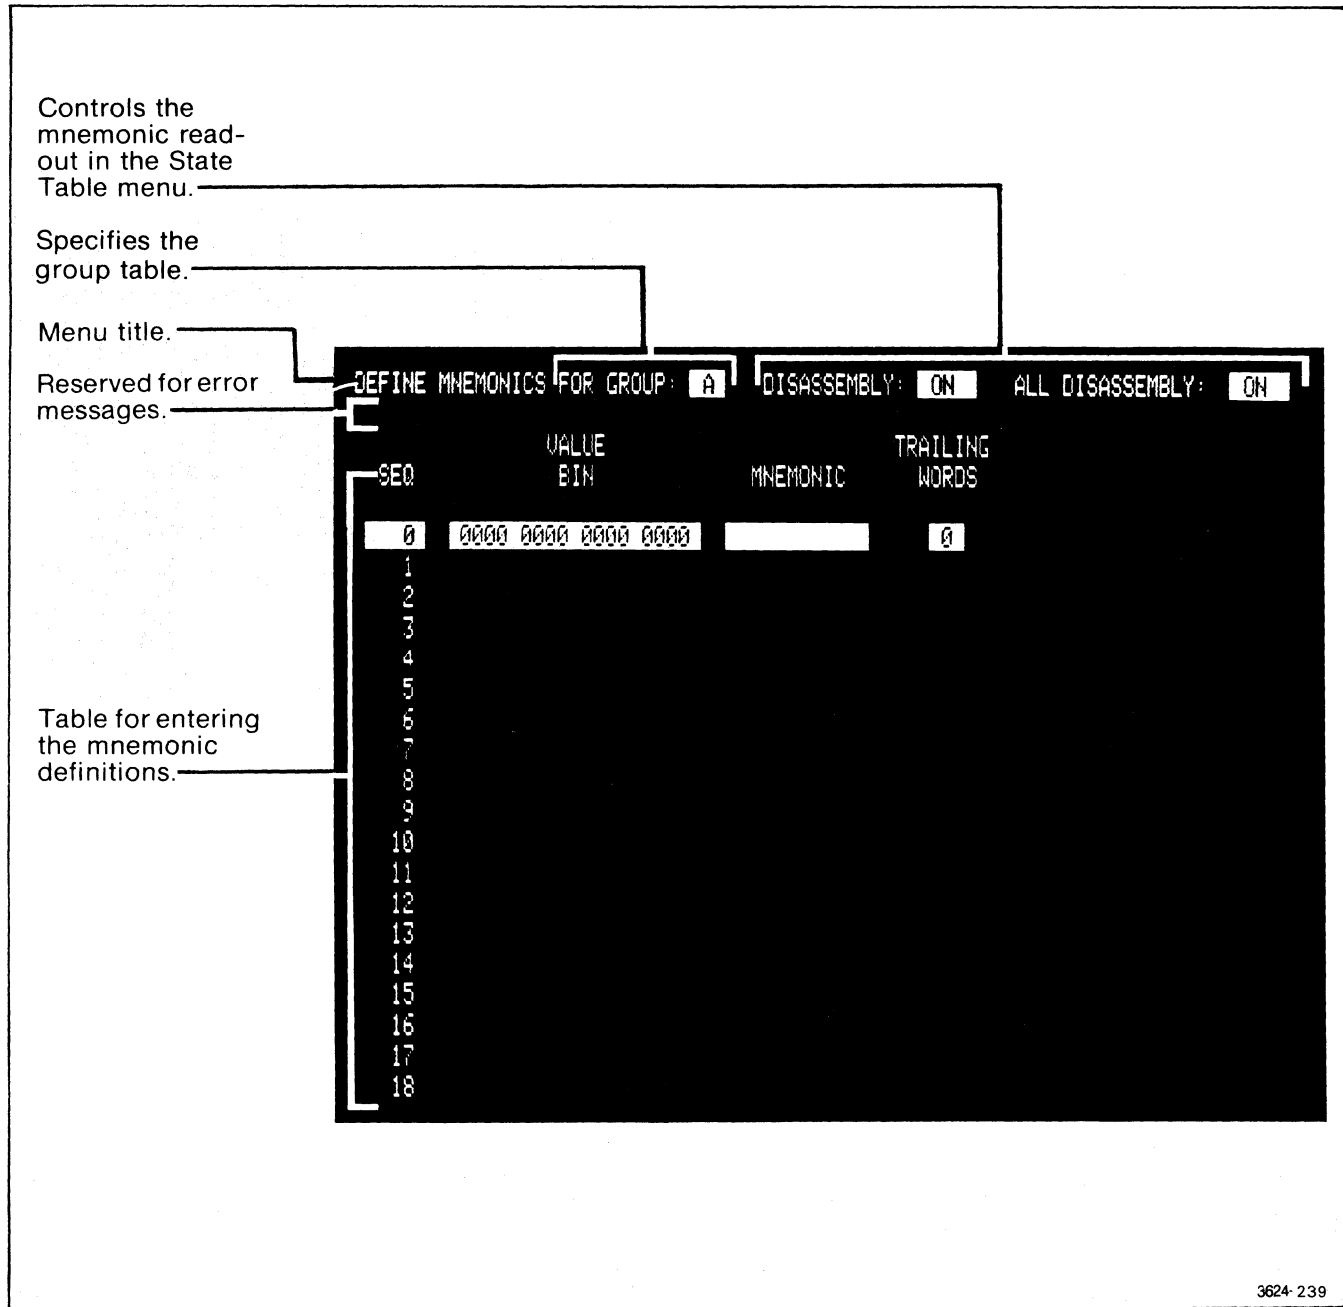 Controls the
mnemonic read-
out in the State
Table menu.
Specifies the
group table.
Menu title.
Reserved for error
messages.
DEFINE MNEMONICS FOR GROUP: A DISASSEMBLY: ON ALL DISASSEMBLY: ON
VALUE TRAILING
SEQ BIN MNEMONIC WORDS
0 0000 0000 0000 0000 0
1
2
3
4
5
6
7
8
9
10
11
12
13
14
15
16
17
18
Table for entering
the mnemonic
definitions.
3624-239